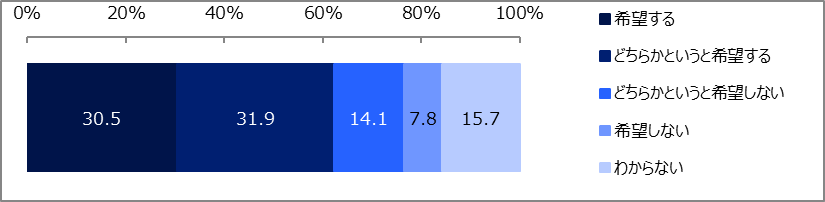 0% 20% 40% 60% 80% 100%
30.5 31.9 14.1 7.8 15.7
希望する
どちらかというと希望する
どちらかというと希望しない
希望しない
わからない